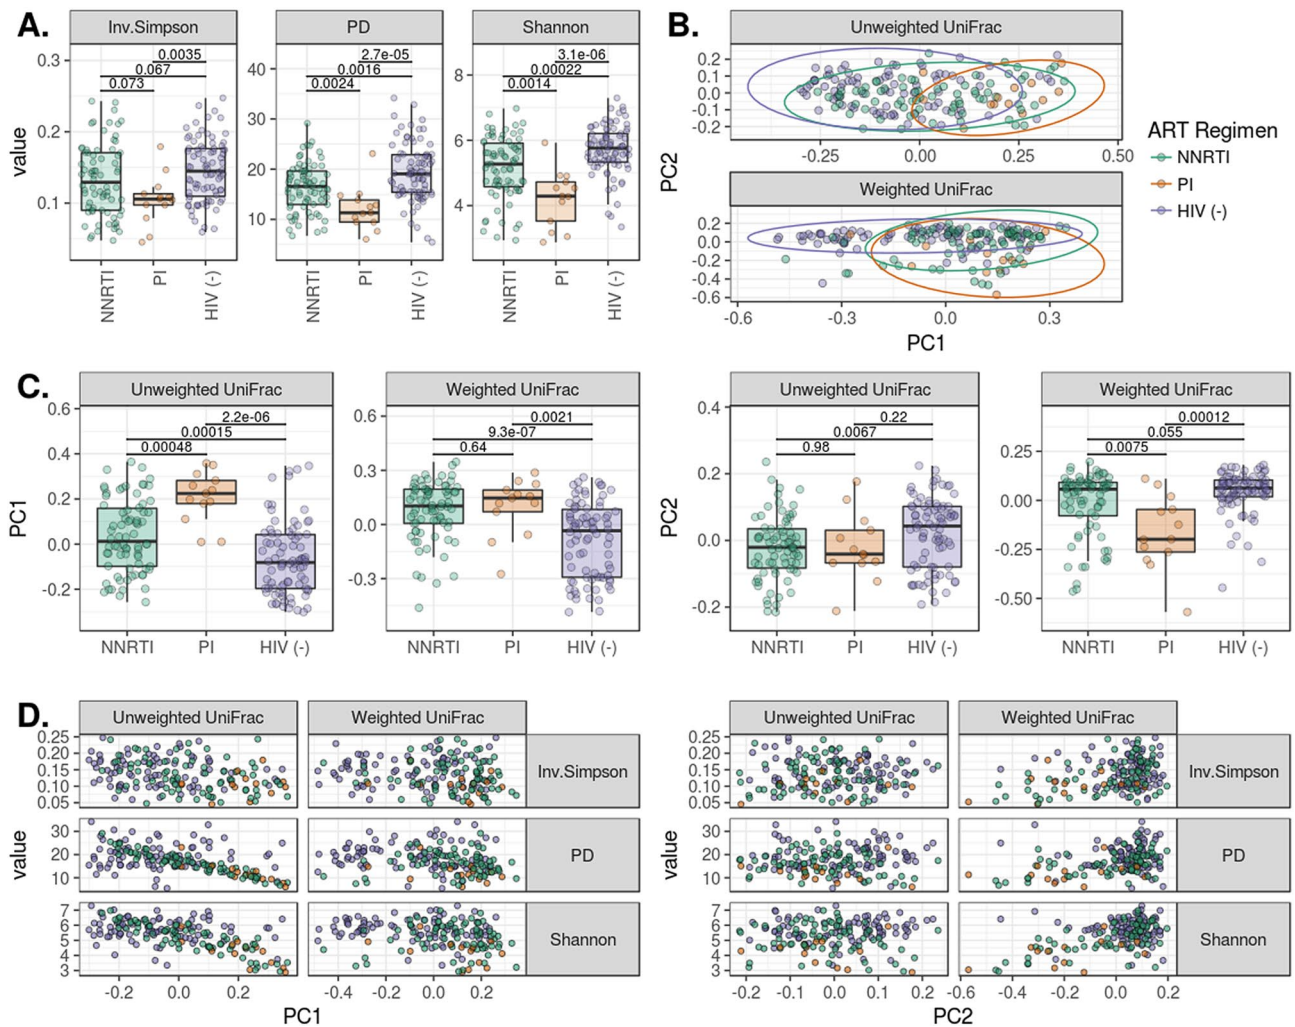 A.
Inv.Simpson
PD
Shannon
value
0.3
0.2
0.1
0.0035
0.067
0.073
40
30
20
10
2.7e-05
0.0016
0.0024
8
6
4
3.1e-06
0.00022
0.0014
NNRTI
PI
HIV (-)
NNRTI
PI
HIV (-)
NNRTI
PI
HIV (-)
B.
Unweighted UniFrac
0.2
0.1
0.0
-0.1
-0.2
-0.25
0.00
0.25
0.50
PC2
Weighted UniFrac
0.2
0.0
-0.2
-0.4
-0.6
-0.6
-0.3
0.0
0.3
PC1
ART Regimen
NNRTI
PI
HIV (-)
C.
Unweighted UniFrac
PC1
0.6
0.4
0.2
0.0
-0.2
2.2e-06
0.00015
0.00048
NNRTI
PI
HIV (-)
Weighted UniFrac
0.6
0.3
0.0
-0.3
0.0021
9.3e-07
0.64
NNRTI
PI
HIV (-)
Unweighted UniFrac
PC2
0.4
0.2
0.0
-0.2
0.22
0.0067
0.98
NNRTI
PI
HIV (-)
Weighted UniFrac
0.25
0.00
-0.25
-0.50
0.00012
0.055
0.0075
NNRTI
PI
HIV (-)
D.
Unweighted UniFrac
Weighted UniFrac
value
0.25
0.20
0.15
0.10
0.05
Inv.Simpson
30
20
10
PD
7
6
5
4
3
Shannon
-0.2
0.0
0.2
-0.4
-0.2
0.0
0.2
PC1
Unweighted UniFrac
Weighted UniFrac
value
0.25
0.20
0.15
0.10
0.05
Inv.Simpson
30
20
10
PD
7
6
5
4
3
Shannon
-0.2
-0.1
0.0
0.1
0.2
-0.6
-0.4
-0.2
0.0
0.2
PC2